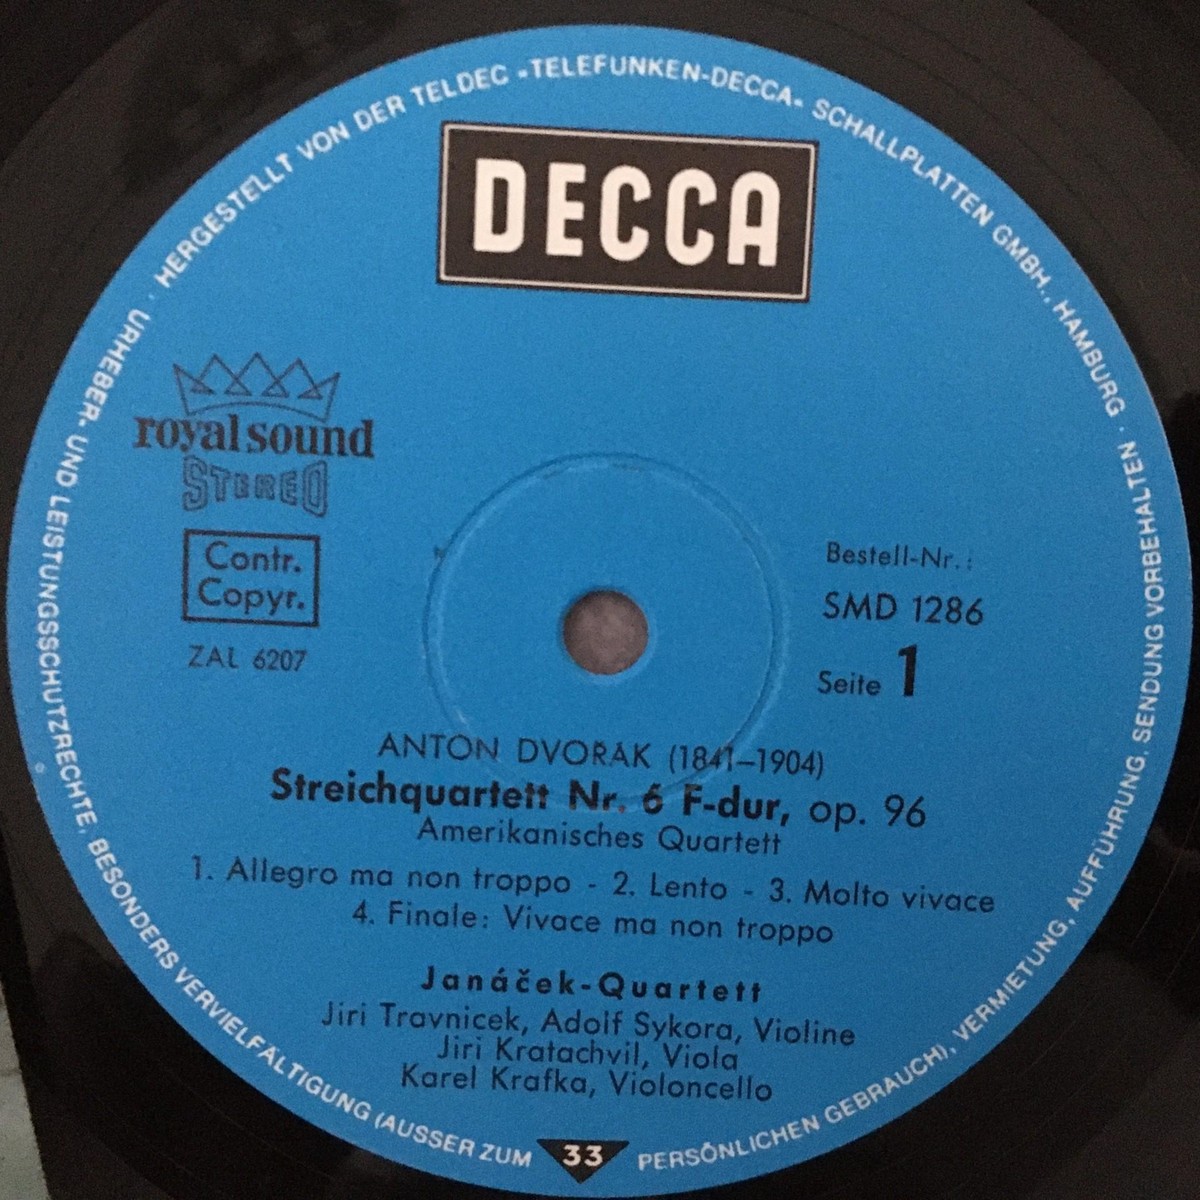 HERGESTELLT VON DER TELDEC »TELEFUNKEN-DECCA« SCHALLPLATTEN GMBH., HAMBURG · URHEBER- UND LEISTUNGSSCHUTZRECHTE, BESONDERS VERVIELFÄLTIGUNG (AUSSER ZUM PERSÖNLICHEN GEBRAUCH), VERMIETUNG, AUFFÜHRUNG, SENDUNG VORBEHALTEN ·
DECCA
royal sound
STEREO
Contr.
Copyr.
ZAL 6207
Bestell-Nr.:
SMD 1286
Seite 1
ANTON DVORAK (1841–1904)
Streichquartett Nr. 6 F-dur, op. 96
Amerikanisches Quartett
1. Allegro ma non troppo - 2. Lento - 3. Molto vivace
4. Finale: Vivace ma non troppo
Janáček-Quartett
Jiri Travnicek, Adolf Sykora, Violine
Jiri Kratachvil, Viola
Karel Krafka, Violoncello
33